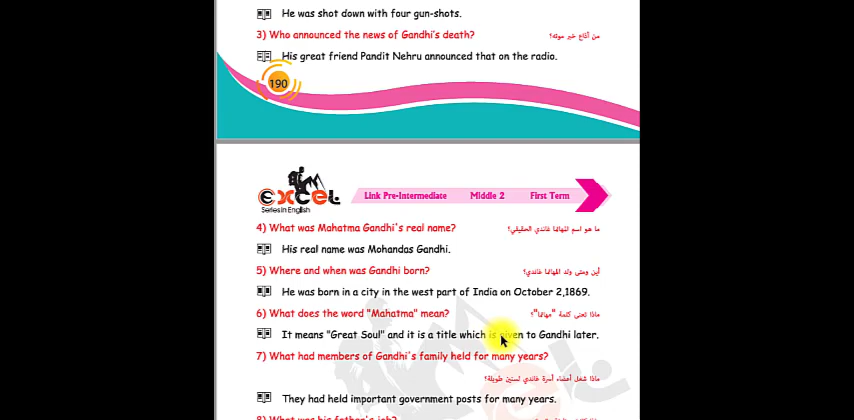 He was shot down with four gun-shots.
3) Who announced the news of Gandhi's death? من أذاع خبر موته؟
His great friend Pandit Nehru announced that on the radio.
190
excel
Series in English
Link Pre-Intermediate Middle 2 First Term
4) What was Mahatma Gandhi's real name? ما هو اسم المهاتما غاندي الحقيقي؟
His real name was Mohandas Gandhi.
5) Where and when was Gandhi born? أين ومتى ولد المهاتما غاندي؟
He was born in a city in the west part of India on October 2,1869.
6) What does the word "Mahatma" mean? ماذا تعنى كلمة "مهاتما"؟
It means "Great Soul" and it is a title which is given to Gandhi later.
7) What had members of Gandhi's family held for many years?
ماذا شغل أعضاء أسرة غاندي لسنين طويلة؟
They had held important government posts for many years.
8) What was his father's job?